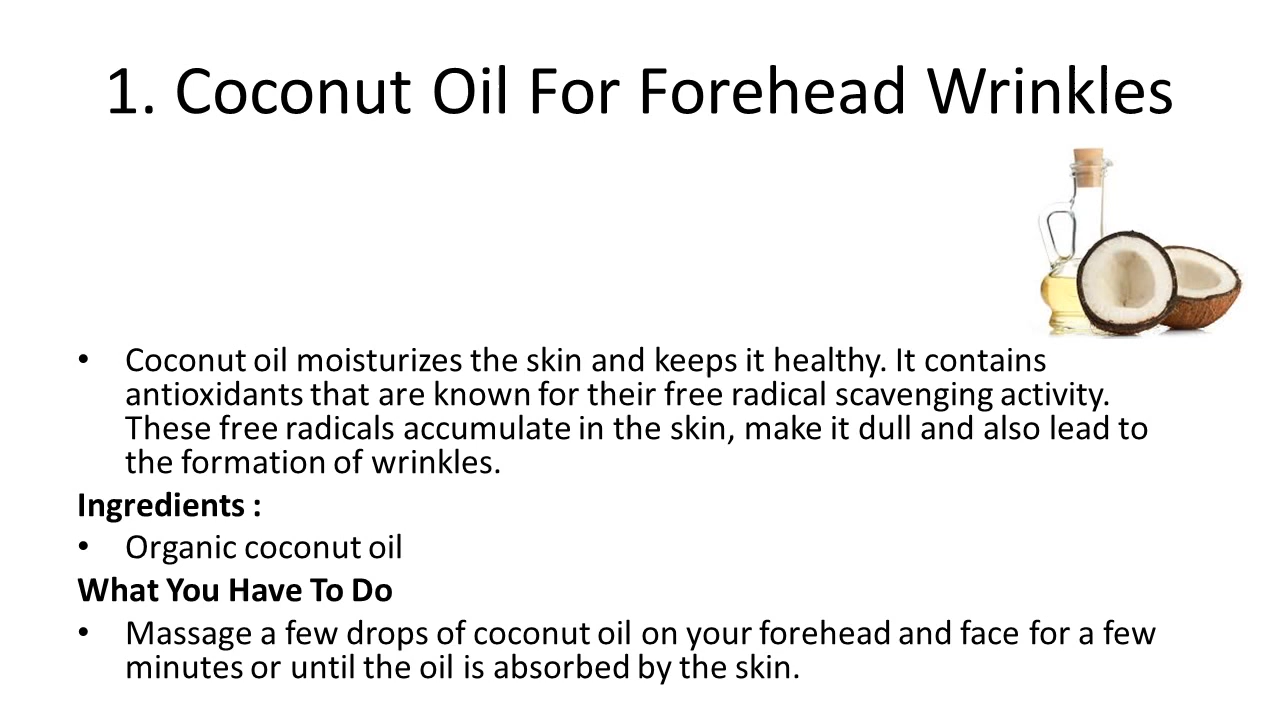 1. Coconut Oil For Forehead Wrinkles
• Coconut oil moisturizes the skin and keeps it healthy. It contains
antioxidants that are known for their free radical scavenging activity.
These free radicals accumulate in the skin, make it dull and also lead to
the formation of wrinkles.
Ingredients :
• Organic coconut oil
What You Have To Do
• Massage a few drops of coconut oil on your forehead and face for a few
minutes or until the oil is absorbed by the skin.